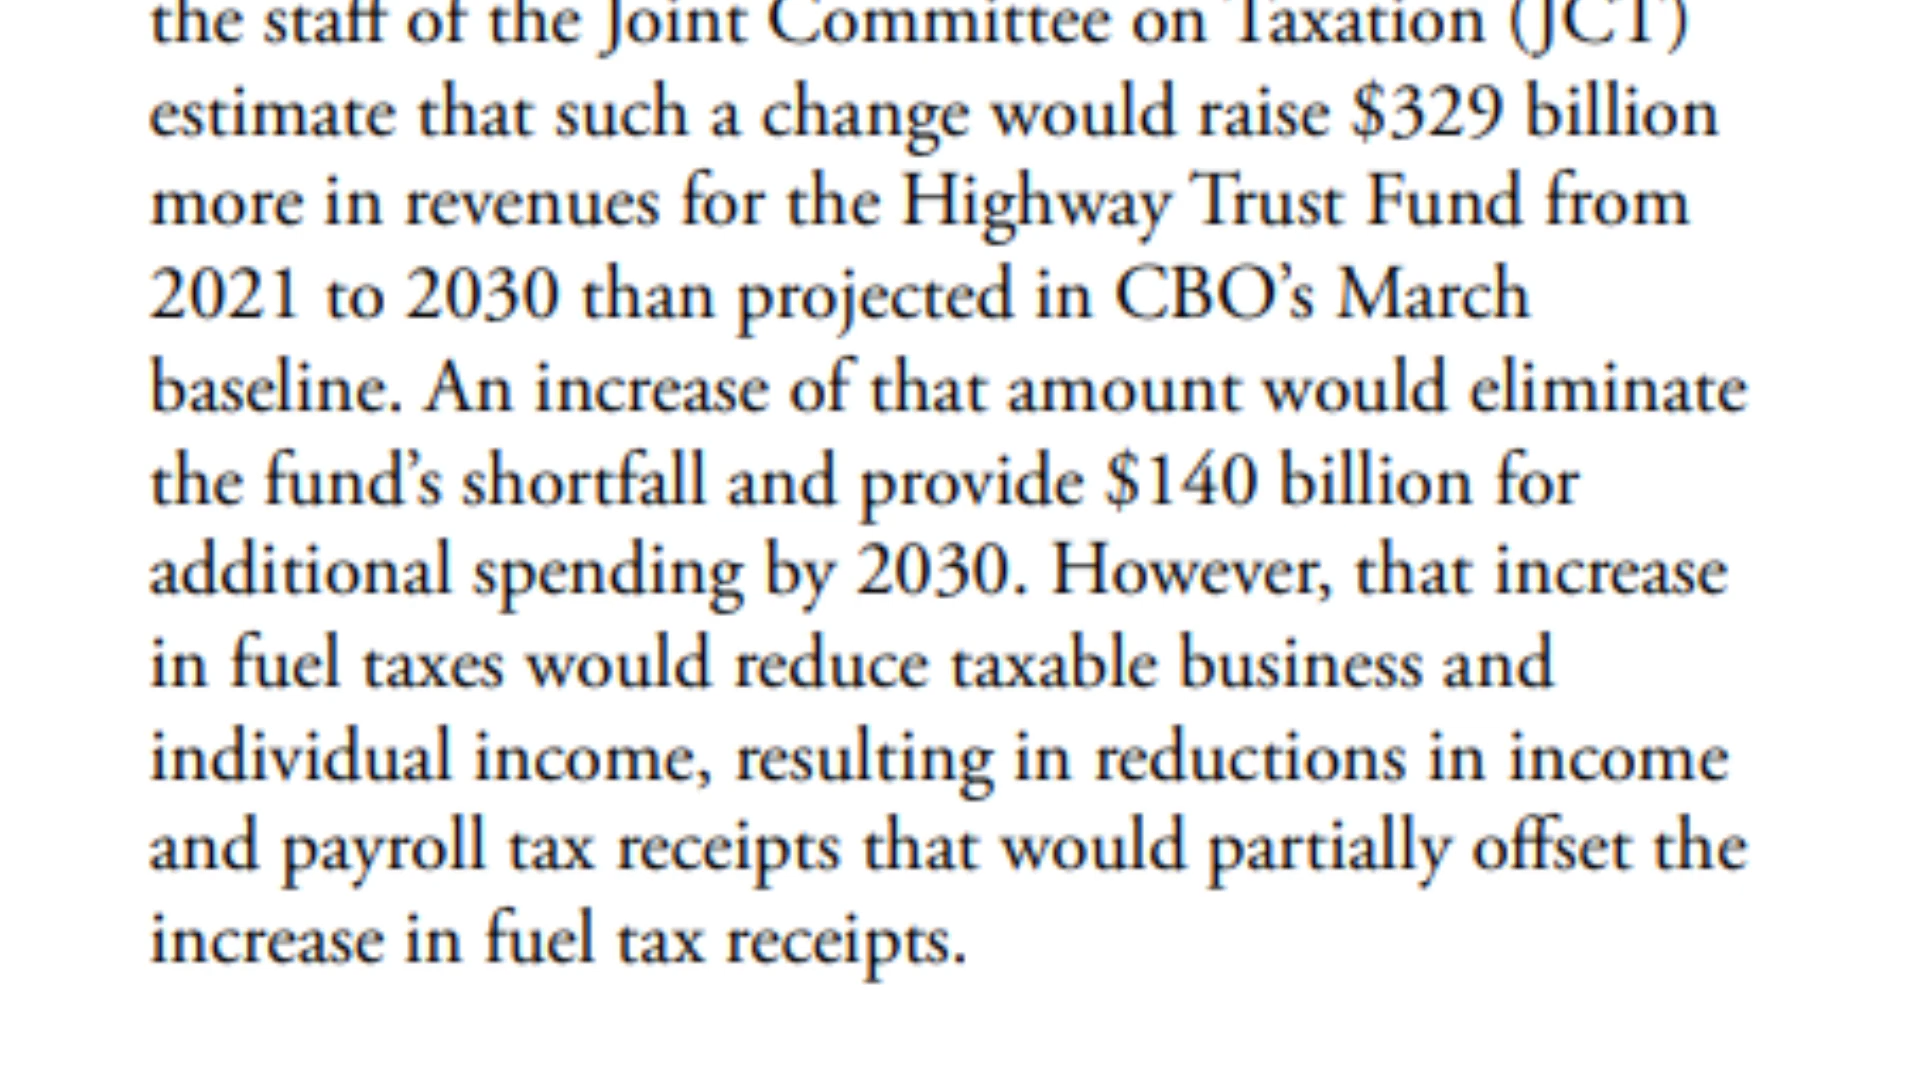 the staff of the Joint Committee on Taxation (JCT)
estimate that such a change would raise $329 billion
more in revenues for the Highway Trust Fund from
2021 to 2030 than projected in CBO’s March
baseline. An increase of that amount would eliminate
the fund’s shortfall and provide $140 billion for
additional spending by 2030. However, that increase
in fuel taxes would reduce taxable business and
individual income, resulting in reductions in income
and payroll tax receipts that would partially offset the
increase in fuel tax receipts.